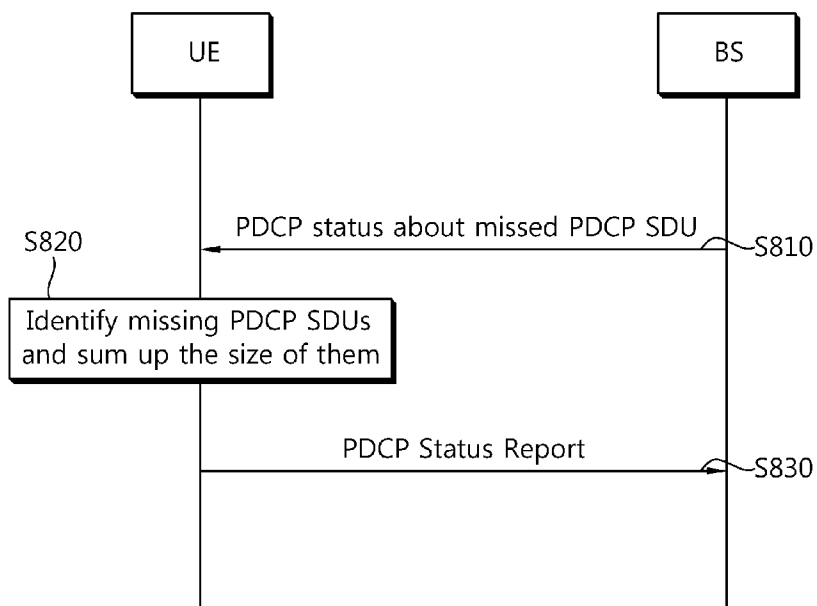 UE
BS
PDCP status about missed PDCP SDU
S810
S820
Identify missing PDCP SDUs
and sum up the size of them
PDCP Status Report
S830